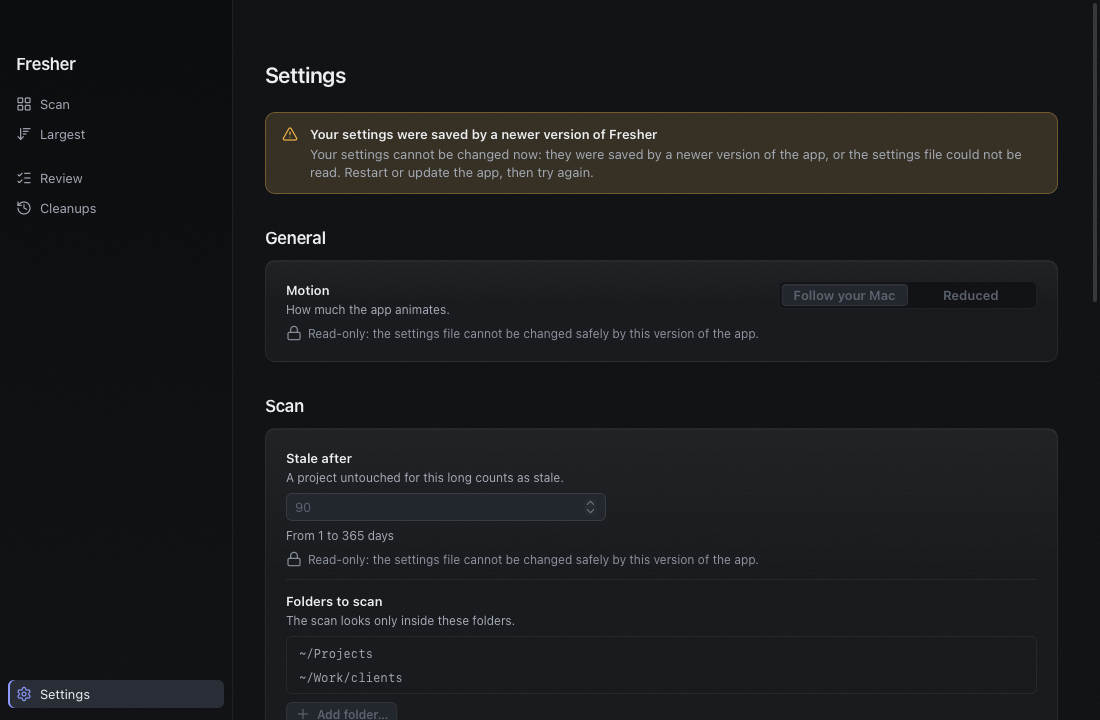 Fresher
Scan
Largest
Review
Cleanups
Settings
Settings
Your settings were saved by a newer version of Fresher
Your settings cannot be changed now: they were saved by a newer version of the app, or the settings file could not be
read. Restart or update the app, then try again.
General
Motion
How much the app animates.
Follow your Mac
Reduced
Read-only: the settings file cannot be changed safely by this version of the app.
Scan
Stale after
A project untouched for this long counts as stale.
90
From 1 to 365 days
Read-only: the settings file cannot be changed safely by this version of the app.
Folders to scan
The scan looks only inside these folders.
~/Projects
~/Work/clients
Add folder...